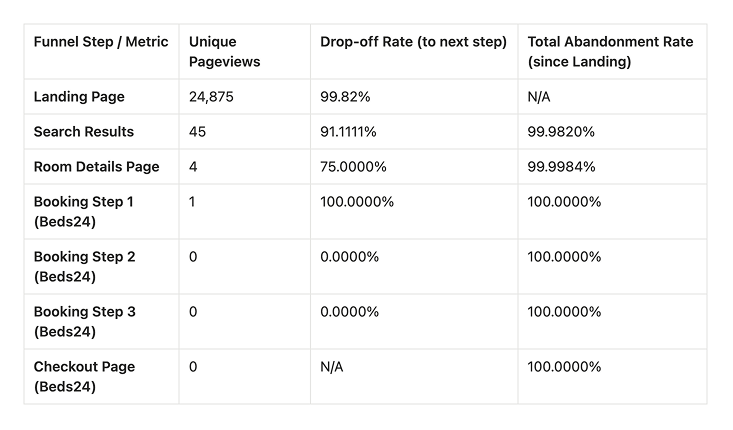 Funnel Step / Metric
Unique
Pageviews
Drop-off Rate (to next step)
Total Abandonment Rate
(since Landing)
Landing Page
24,875
99.82%
N/A
Search Results
45
91.1111%
99.9820%
Room Details Page
4
75.0000%
99.9984%
Booking Step 1
(Beds24)
1
100.0000%
100.0000%
Booking Step 2
(Beds24)
0
0.0000%
100.0000%
Booking Step 3
(Beds24)
0
0.0000%
100.0000%
Checkout Page
(Beds24)
0
N/A
100.0000%